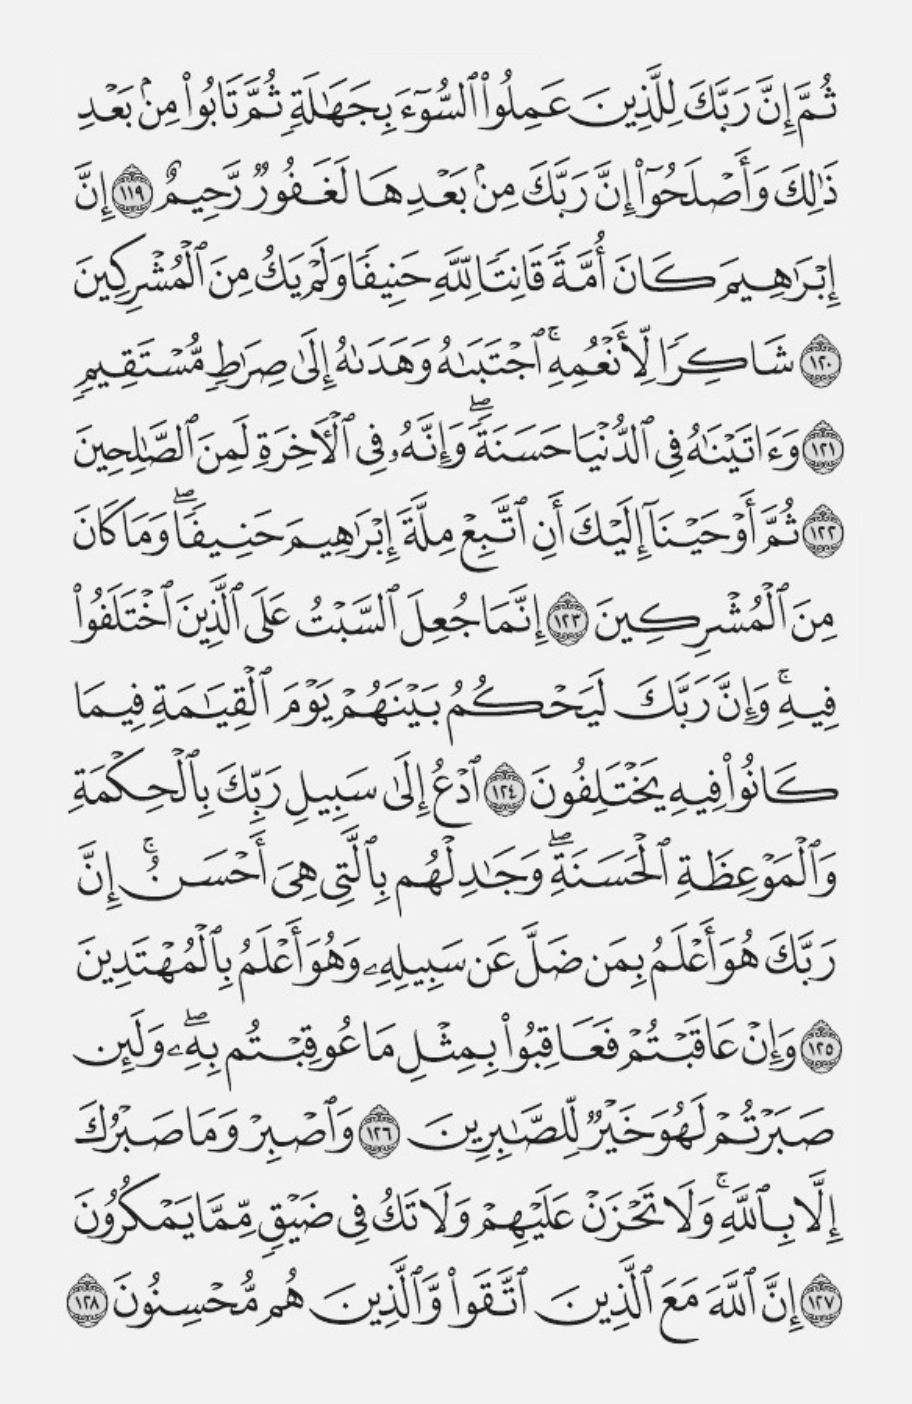 ثُمَّ إِنَّ رَبَّكَ لِلَّذِينَ عَمِلُوا۟ ٱلسُّوٓءَ بِجَهَـٰلَةٍ ثُمَّ تَابُوا۟ مِنۢ بَعْدِ
ذَٰلِكَ وَأَصْلَحُوٓا۟ إِنَّ رَبَّكَ مِنۢ بَعْدِهَا لَغَفُورٌ رَّحِيمٌ ١١٩ إِنَّ
إِبْرَٰهِيمَ كَانَ أُمَّةً قَانِتًا لِّلَّهِ حَنِيفًا وَلَمْ يَكُ مِنَ ٱلْمُشْرِكِينَ
١٢٠ شَاكِرًا لِّأَنْعُمِهِ ۚ ٱجْتَبَىٰهُ وَهَدَىٰهُ إِلَىٰ صِرَٰطٍ مُّسْتَقِيمٍ
١٢١ وَءَاتَيْنَـٰهُ فِى ٱلدُّنْيَا حَسَنَةً ۖ وَإِنَّهُۥ فِى ٱلْـَٔاخِرَةِ لَمِنَ ٱلصَّـٰلِحِينَ
١٢٢ ثُمَّ أَوْحَيْنَآ إِلَيْكَ أَنِ ٱتَّبِعْ مِلَّةَ إِبْرَٰهِيمَ حَنِيفًا ۖ وَمَا كَانَ
مِنَ ٱلْمُشْرِكِينَ ١٢٣ إِنَّمَا جُعِلَ ٱلسَّبْتُ عَلَى ٱلَّذِينَ ٱخْتَلَفُوا۟
فِيهِ ۚ وَإِنَّ رَبَّكَ لَيَحْكُمُ بَيْنَهُمْ يَوْمَ ٱلْقِيَـٰمَةِ فِيمَا
كَانُوا۟ فِيهِ يَخْتَلِفُونَ ١٢٤ ٱدْعُ إِلَىٰ سَبِيلِ رَبِّكَ بِٱلْحِكْمَةِ
وَٱلْمَوْعِظَةِ ٱلْحَسَنَةِ ۖ وَجَـٰدِلْهُم بِٱلَّتِى هِىَ أَحْسَنُ ۚ إِنَّ
رَبَّكَ هُوَ أَعْلَمُ بِمَن ضَلَّ عَن سَبِيلِهِۦ وَهُوَ أَعْلَمُ بِٱلْمُهْتَدِينَ
١٢٥ وَإِنْ عَاقَبْتُمْ فَعَاقِبُوا۟ بِمِثْلِ مَا عُوقِبْتُم بِهِۦ ۖ وَلَئِن
صَبَرْتُمْ لَهُوَ خَيْرٌ لِّلصَّـٰبِرِينَ ١٢٦ وَٱصْبِرْ وَمَا صَبْرُكَ
إِلَّا بِٱللَّهِ ۚ وَلَا تَحْزَنْ عَلَيْهِمْ وَلَا تَكُ فِى ضَيْقٍ مِّمَّا يَمْكُرُونَ
١٢٧ إِنَّ ٱللَّهَ مَعَ ٱلَّذِينَ ٱتَّقَوا۟ وَّٱلَّذِينَ هُم مُّحْسِنُونَ ١٢٨